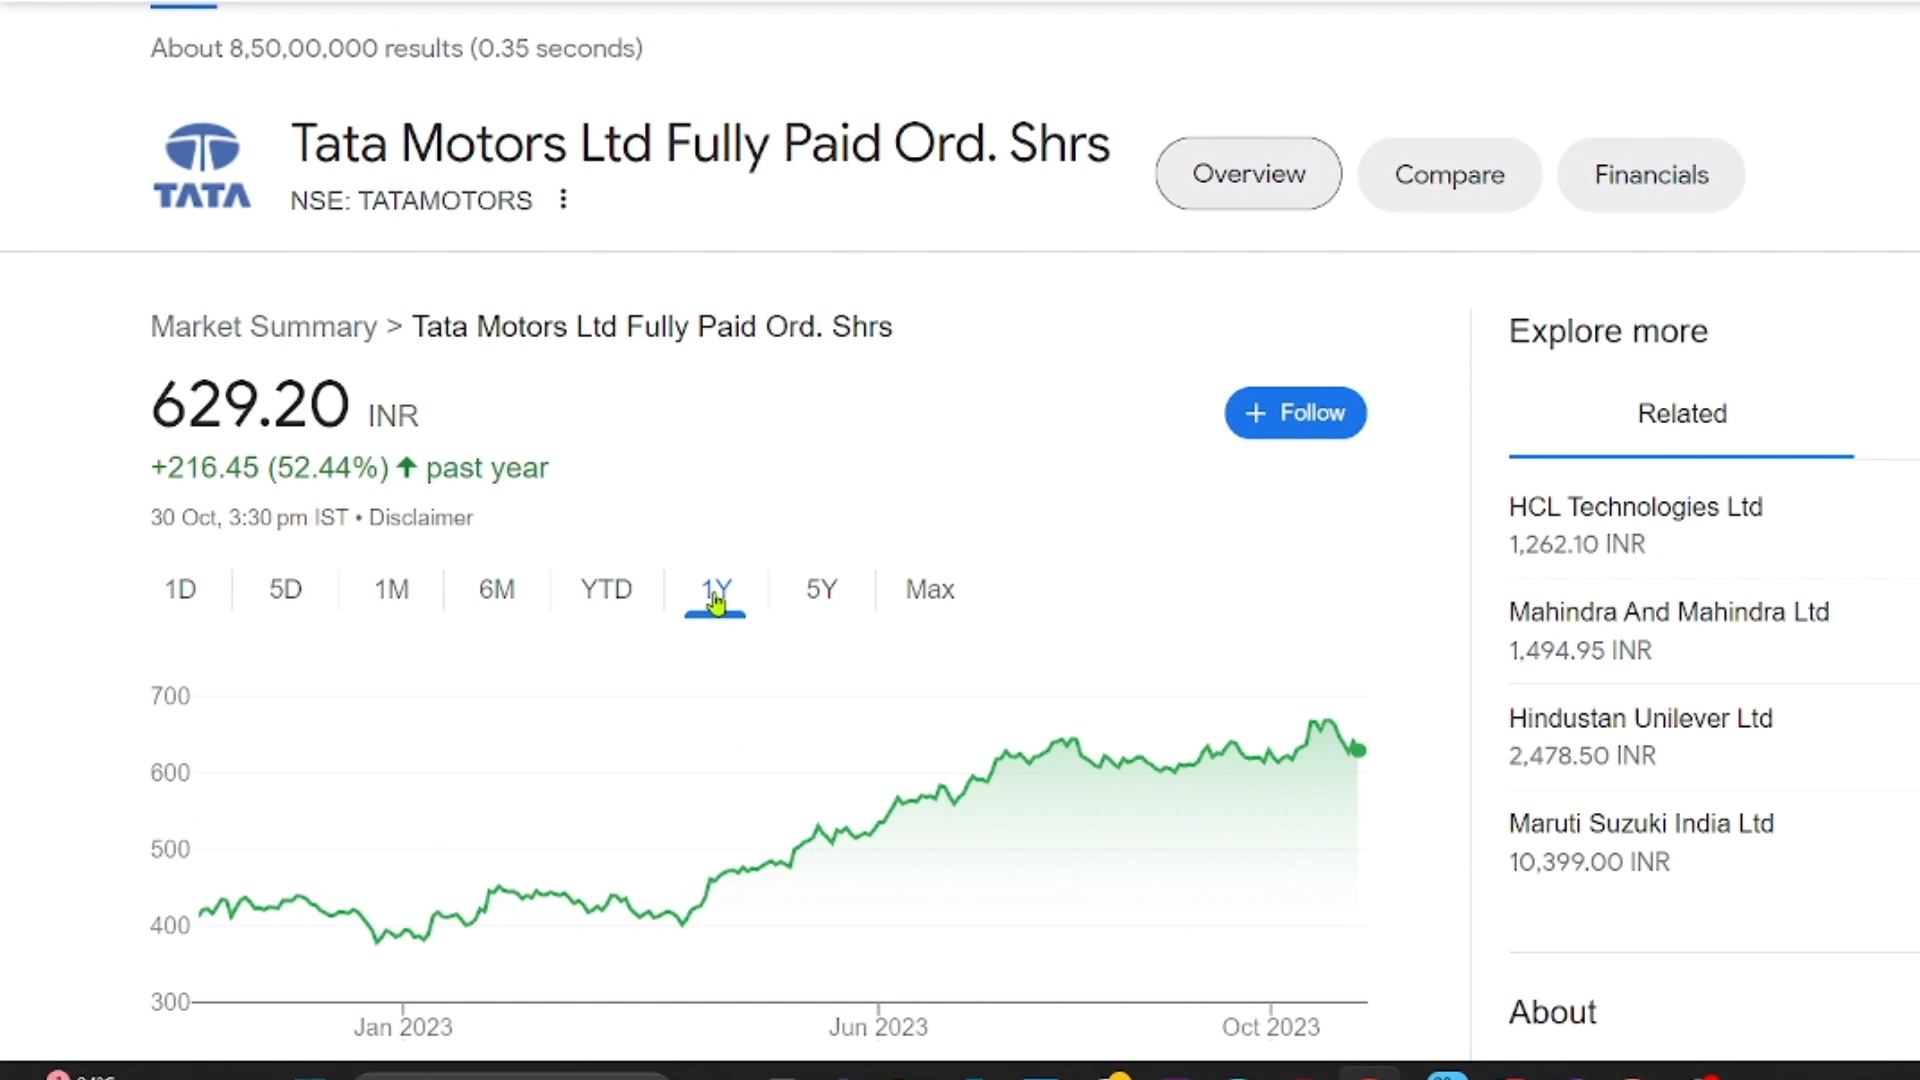 About 8,50,00,000 results (0.35 seconds)
TATA
Tata Motors Ltd Fully Paid Ord. Shrs
NSE: TATAMOTORS
Overview
Compare
Financials
Market Summary > Tata Motors Ltd Fully Paid Ord. Shrs
629.20 INR
+216.45 (52.44%) past year
30 Oct, 3:30 pm IST • Disclaimer
+ Follow
1D 5D 1M 6M YTD 1Y 5Y Max
700
600
500
400
300
Jan 2023 Jun 2023 Oct 2023
Explore more
Related
HCL Technologies Ltd
1,262.10 INR
Mahindra And Mahindra Ltd
1,494.95 INR
Hindustan Unilever Ltd
2,478.50 INR
Maruti Suzuki India Ltd
10,399.00 INR
About